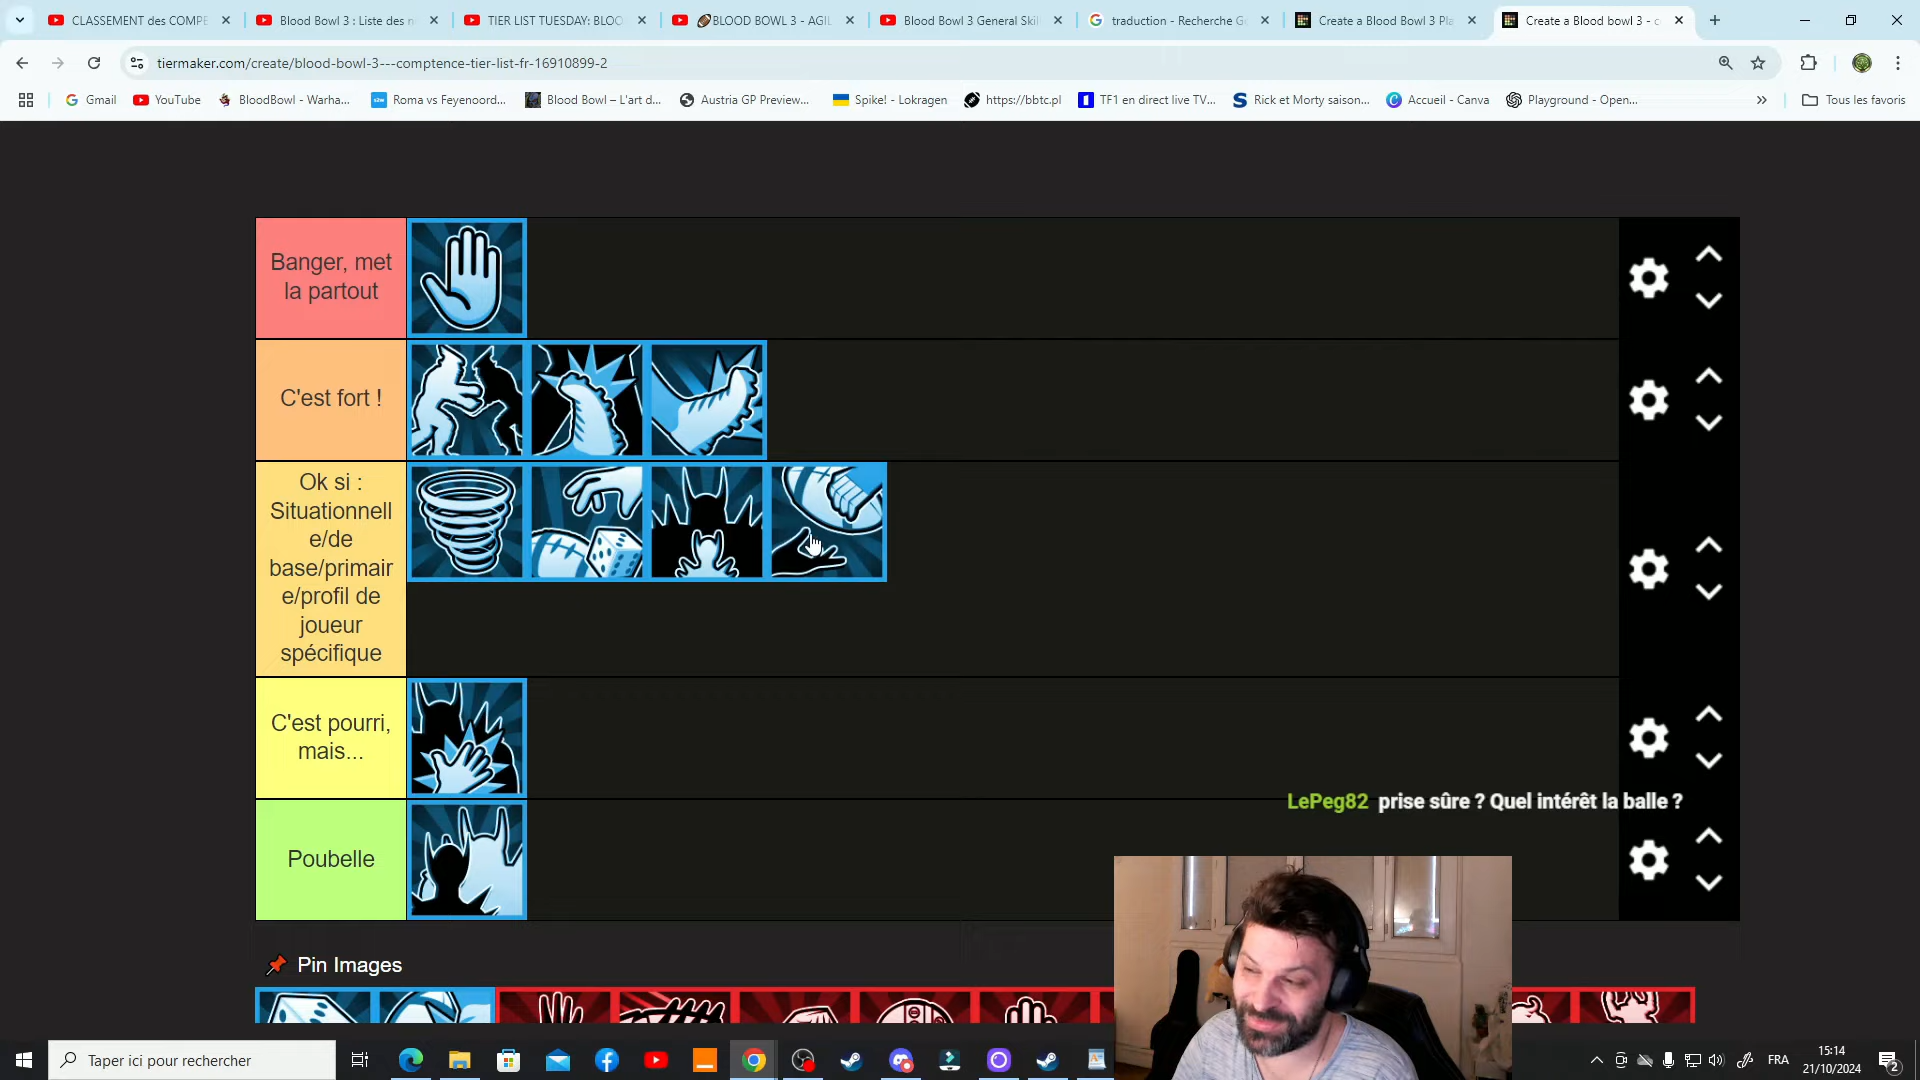 CLASSEMENT des COMPE
Blood Bowl 3 : Liste des n
TIER LIST TUESDAY: BLOO
🏈BLOOD BOWL 3 - AGIL
Blood Bowl 3 General Skil
traduction - Recherche Go
Create a Blood Bowl 3 Pla
Create a Blood bowl 3 - c
tiermaker.com/create/blood-bowl-3---comptence-tier-list-fr-16910899-2
Gmail
YouTube
BloodBowl - Warha...
Roma vs Feyenoord...
Blood Bowl – L'art d...
Austria GP Preview...
Spike! - Lokragen
https://bbtc.pl
TF1 en direct live TV...
Rick et Morty saison...
Accueil - Canva
Playground - Open...
Tous les favoris
Banger, met
la partout
C'est fort !
Ok si :
Situationnell
e/de
base/primair
e/profil de
joueur
spécifique
C'est pourri,
mais...
LePeg82 prise sûre ? Quel intérêt la balle ?
Poubelle
Pin Images
Taper ici pour rechercher
FRA
15:14
21/10/2024
2